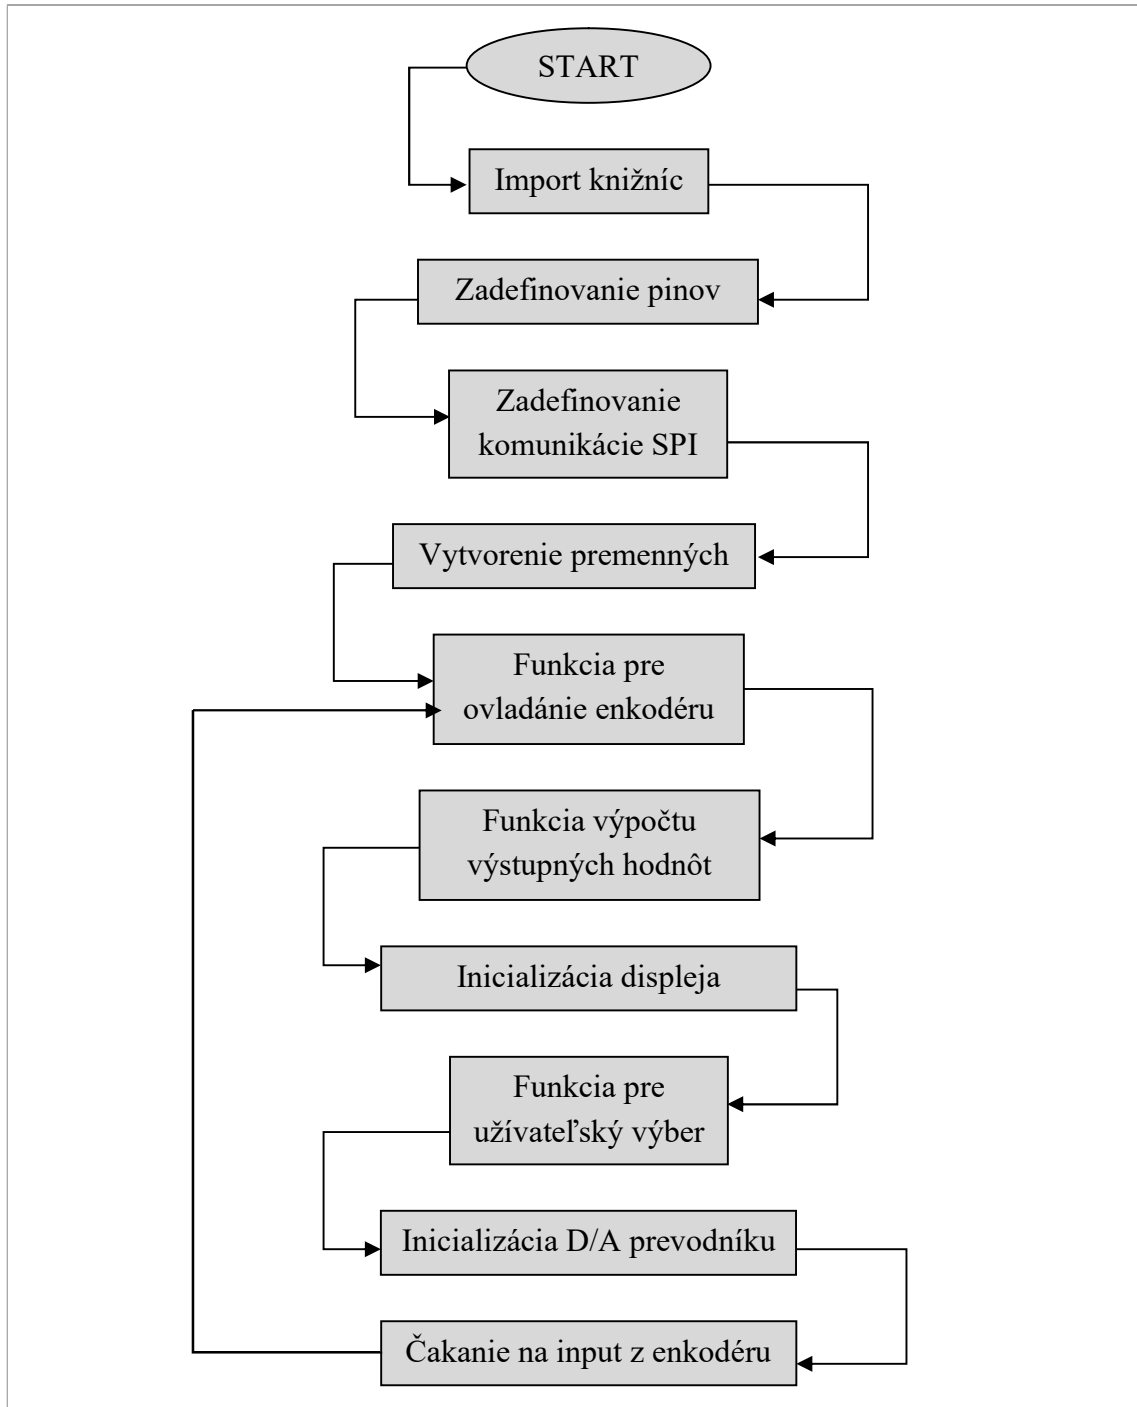 START
Import knižníc
Zadefinovanie pinov
Zadefinovanie
komunikácie SPI
Vytvorenie premenných
Funkcia pre
ovladánie enkodéru
Funkcia výpočtu
výstupných hodnôt
Inicializácia displeja
Funkcia pre
užívateľský výber
Inicializácia D/A prevodníku
Čakanie na input z enkodéru